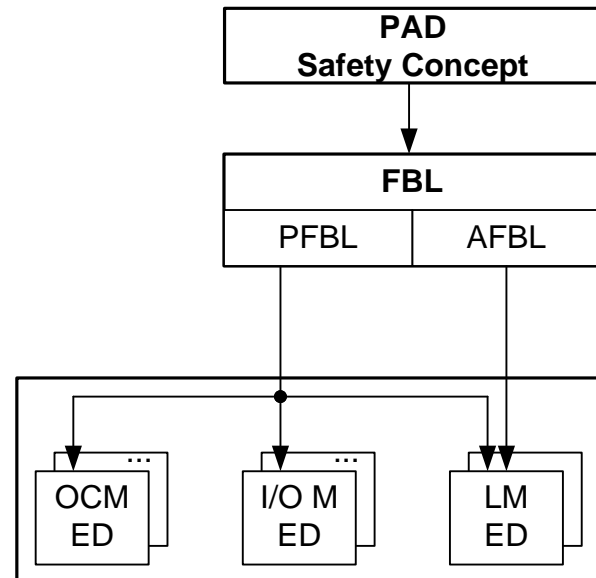 PAD
Safety Concept
FBL
PFBL AFBL
... ...
OCM I/O M LM
ED ED ED